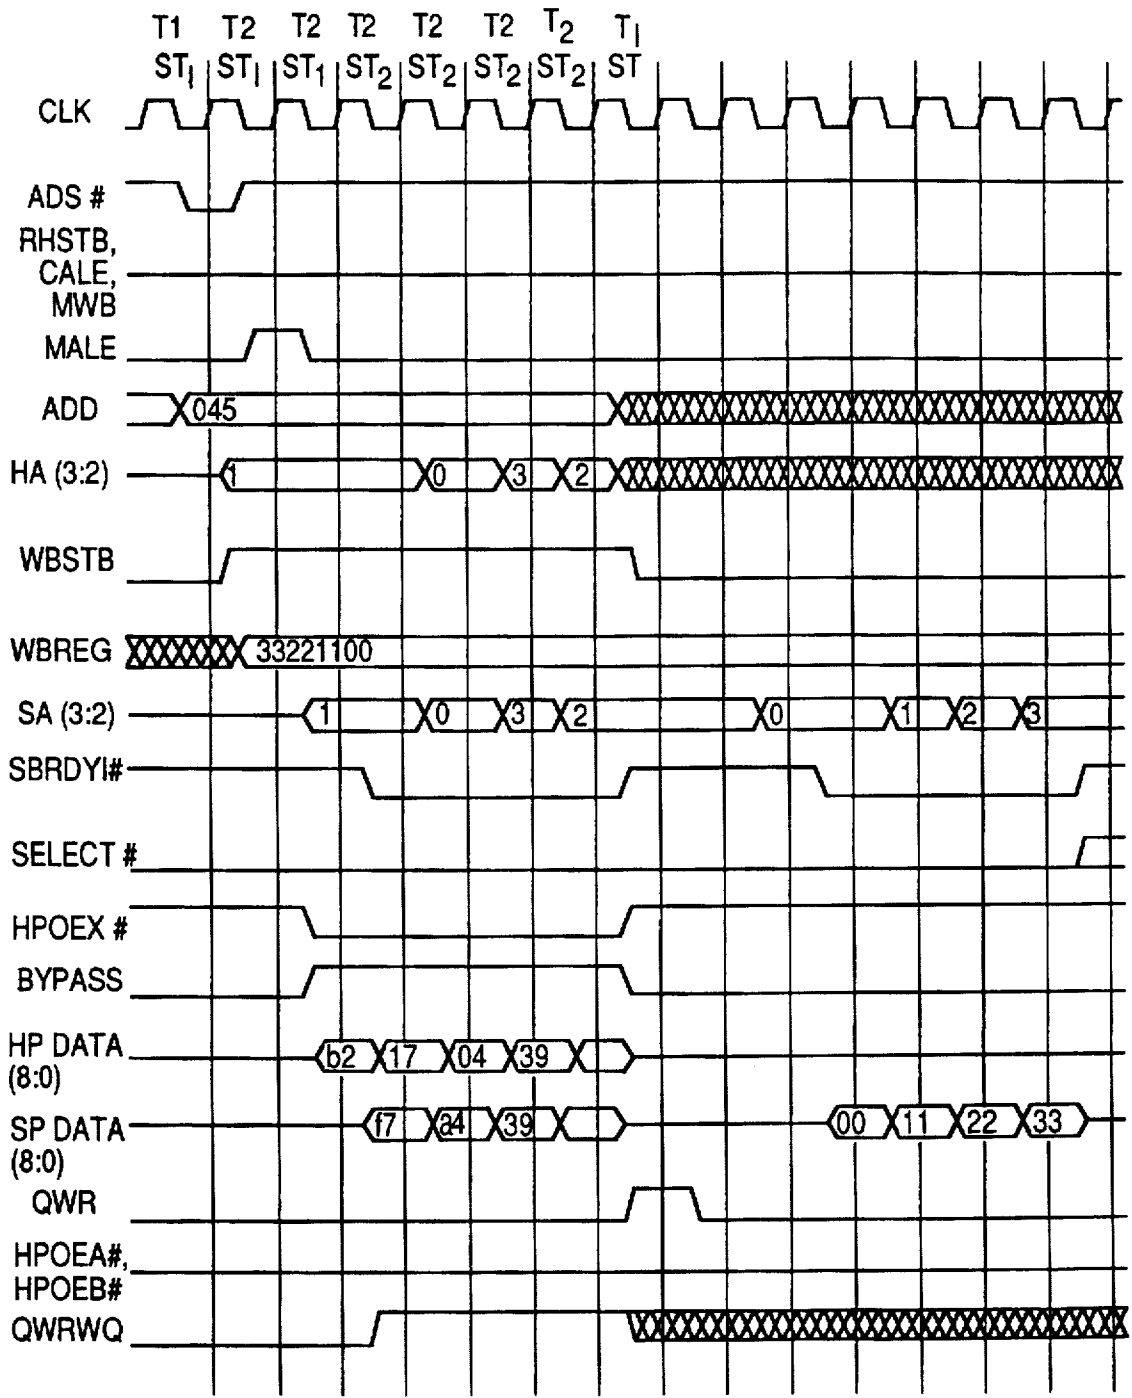 T1 T2 T2 T2 T2 T2 T2 T|
ST| ST| ST1 ST2 ST2 ST2 ST2 ST
CLK
ADS #
RHSTB,
CALE,
MWB
MALE
ADD 045
HA (3:2) 1 0 3 2
WBSTB
WBREG 33221100
SA (3:2) 1 0 3 2 0 1 2 3
SBRDYI#
SELECT #
HPOEX #
BYPASS
HP DATA b2 17 04 39
(8:0)
SP DATA f7 a4 39 00 11 22 33
(8:0)
QWR
HPOEA#,
HPOEB#
QWRWQ